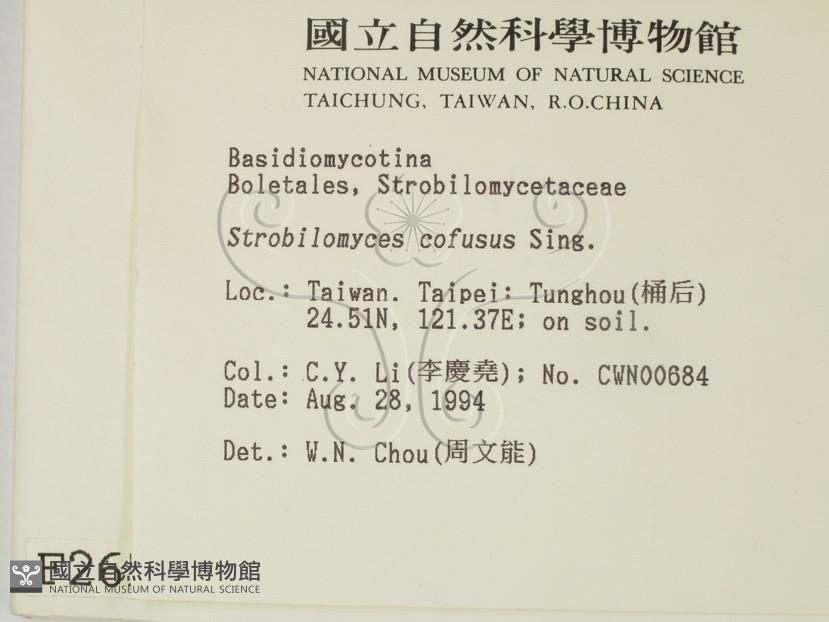 國立自然科學博物館
NATIONAL MUSEUM OF NATURAL SCIENCE
TAICHUNG, TAIWAN, R.O.CHINA
Basidiomycotina
Boletales, Strobilomycetaceae
Strobilomyces cofusus Sing.
Loc.: Taiwan. Taipei: Tunghou(桶后)
24.51N, 121.37E; on soil.
Col.: C.Y. Li(李慶堯); No. CWN00684
Date: Aug. 28, 1994
Det.: W.N. Chou(周文能)
國立自然科學博物館
NATIONAL MUSEUM OF NATURAL SCIENCE